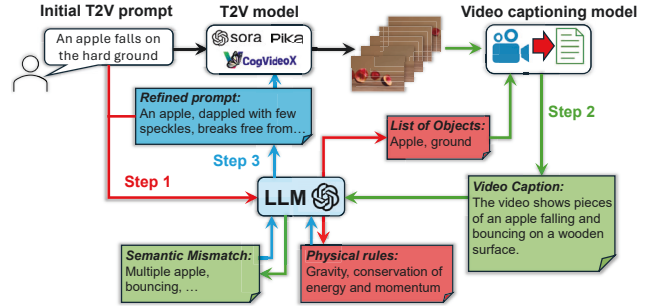 Initial T2V prompt
T2V model
Video captioning model
An apple falls on
the hard ground
sora Pika
CogVideoX
Refined prompt:
An apple, dappled with few
speckles, breaks free from…
List of Objects:
Apple, ground
Step 2
Step 3
Step 1
LLM
Video Caption:
The video shows pieces
of an apple falling and
bouncing on a wooden
surface.
Semantic Mismatch:
Multiple apple,
bouncing, …
Physical rules:
Gravity, conservation of
energy and momentum